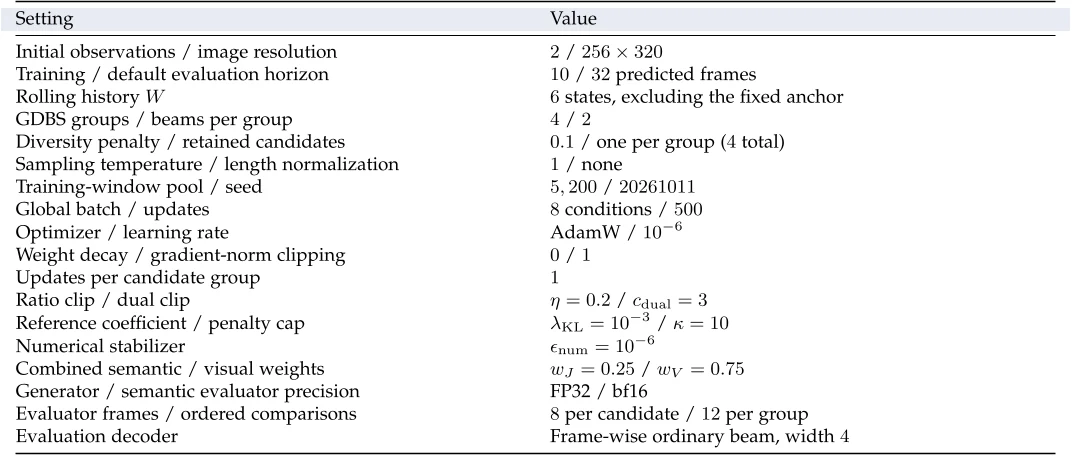 Setting Value
Initial observations / image resolution 2 / 256 × 320
Training / default evaluation horizon 10 / 32 predicted frames
Rolling history W 6 states, excluding the fixed anchor
GDBS groups / beams per group 4 / 2
Diversity penalty / retained candidates 0.1 / one per group (4 total)
Sampling temperature / length normalization 1 / none
Training-window pool / seed 5, 200 / 20261011
Global batch / updates 8 conditions / 500
Optimizer / learning rate AdamW / 10⁻⁶
Weight decay / gradient-norm clipping 0 / 1
Updates per candidate group 1
Ratio clip / dual clip η = 0.2 / c_dual = 3
Reference coefficient / penalty cap λ_KL = 10⁻³ / κ = 10
Numerical stabilizer ϵ_num = 10⁻⁶
Combined semantic / visual weights w_J = 0.25 / w_V = 0.75
Generator / semantic evaluator precision FP32 / bf16
Evaluator frames / ordered comparisons 8 per candidate / 12 per group
Evaluation decoder Frame-wise ordinary beam, width 4